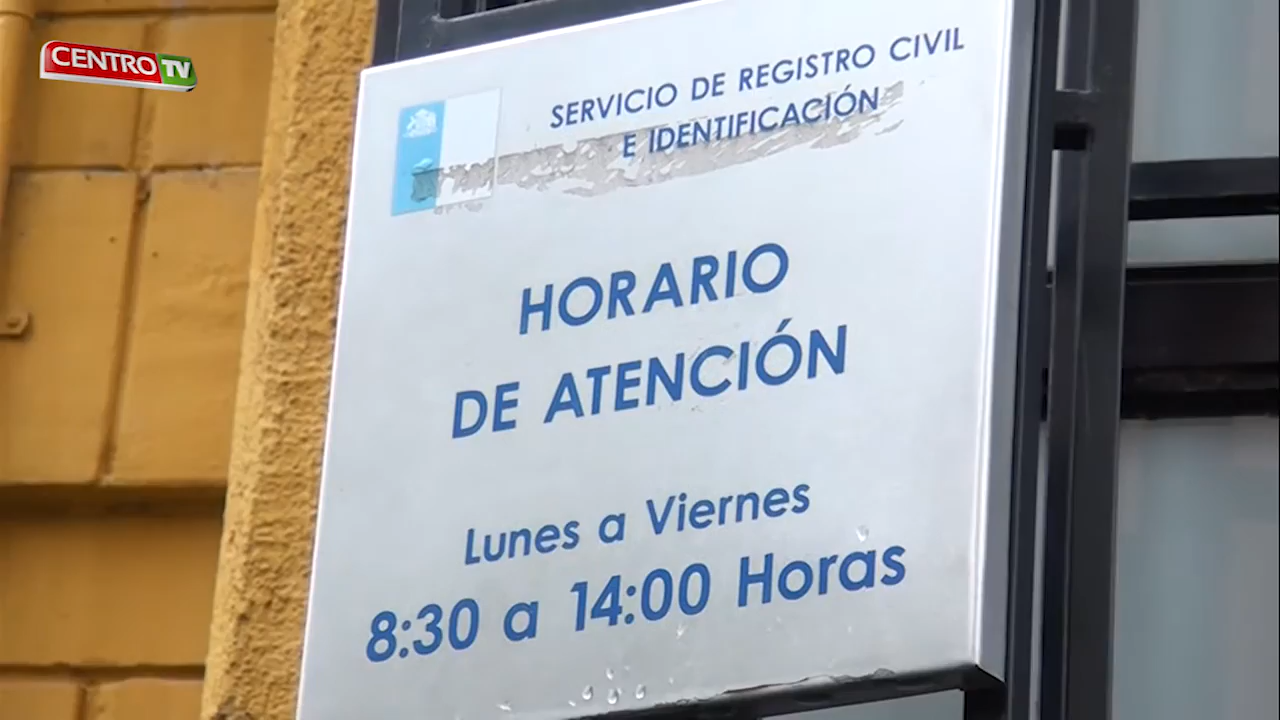 CENTRO TV
SERVICIO DE REGISTRO CIVIL
E IDENTIFICACIÓN
HORARIO
DE ATENCIÓN
Lunes a Viernes
8:30 a 14:00 Horas